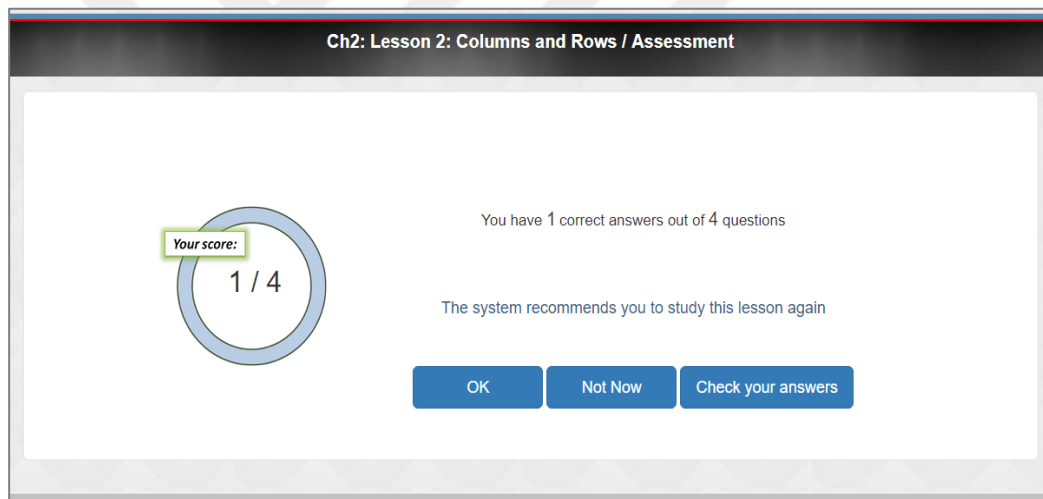 Ch2: Lesson 2: Columns and Rows / Assessment
Your score:
1 / 4
You have 1 correct answers out of 4 questions
The system recommends you to study this lesson again
OK
Not Now
Check your answers